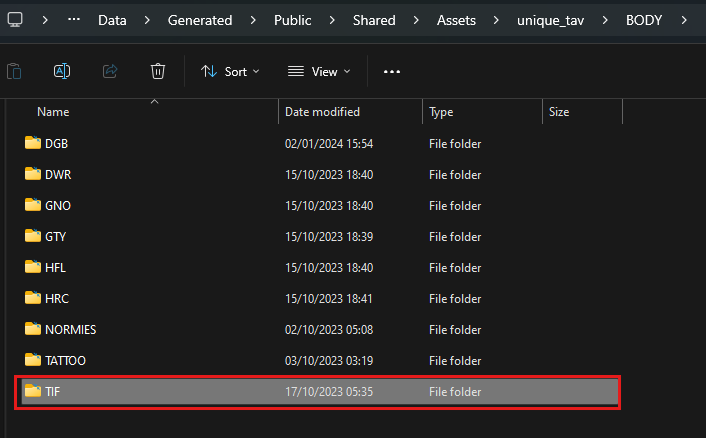 Data > Generated > Public > Shared > Assets > unique_tav > BODY >
Sort View
Name Date modified Type Size
DGB 02/01/2024 15:54 File folder
DWR 15/10/2023 18:40 File folder
GNO 15/10/2023 18:40 File folder
GTY 15/10/2023 18:39 File folder
HFL 15/10/2023 18:40 File folder
HRC 15/10/2023 18:41 File folder
NORMIES 02/10/2023 05:08 File folder
TATTOO 03/10/2023 03:19 File folder
TIF 17/10/2023 05:35 File folder